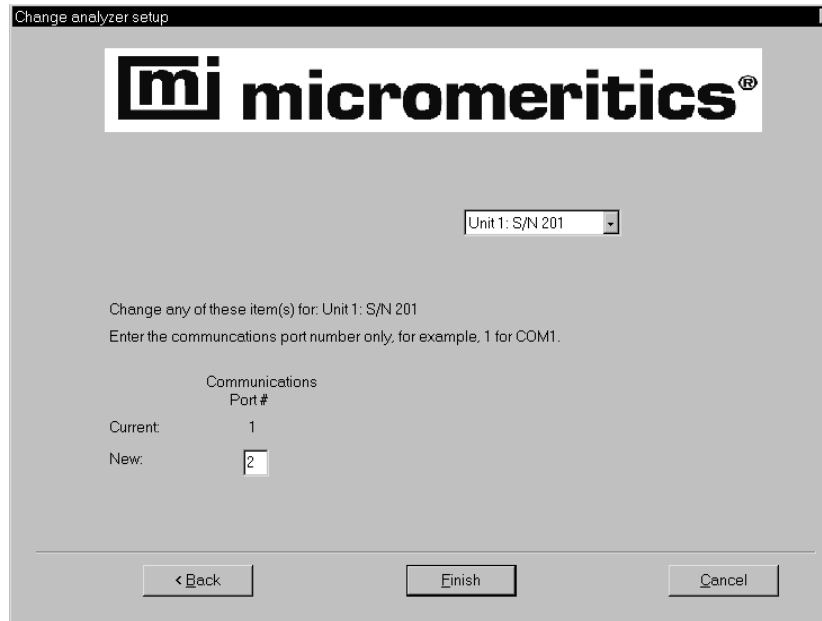 Change analyzer setup
mi micromeritics®
Unit 1: S/N 201
Change any of these item(s) for: Unit 1: S/N 201
Enter the communcations port number only, for example, 1 for COM1.
Communications
Port #
Current: 1
New: 2
< Back Finish Cancel